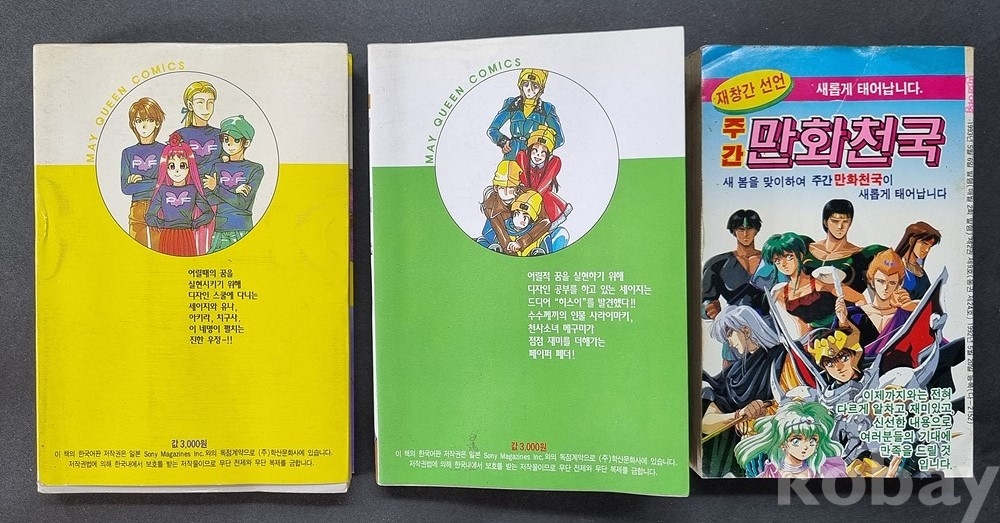 MAY QUEEN COMICS
어릴때의 꿈을
실현시키기 위해
디자인 스쿨에 다니는
세이지와 유나,
아키라, 치구사.
이 네명이 펼치는
진한 우정–!!
값 3,000원
이 책의 한국어판 저작권은 일본 Sony Magazines Inc.와의 독점계약으로 (주)학산문화사에 있습니다.
저작권법에 의해 한국내에서 보호를 받는 저작물이므로 무단 전재와 무단 복제를 금합니다.
MAY QUEEN COMICS
어릴적 꿈을 실현하기 위해
디자인 공부를 하고 있는 세이지는
드디어 "히스이"를 발견했다!!
수수께끼의 인물 사라이마키,
천사소녀 메구미가
점점 재미를 더해가는
페이퍼 페더!
값 3,000원
이 책의 한국어판 저작권은 일본 Sony Magazines Inc.와의 독점계약으로 (주)학산문화사에 있습니다.
저작권법에 의해 한국내에서 보호를 받는 저작물이므로 무단 전재와 무단 복제를 금합니다.
재창간 선언
새롭게 태어납니다.
주간 만화천국
새 봄을 맞이하여 주간 만화천국이
새롭게 태어납니다
이제까지와는 전혀
다르게 알차고 재미있고
신선한 내용으로
여러분들의 기대에
만족을 드릴 것
입니다.
kobay